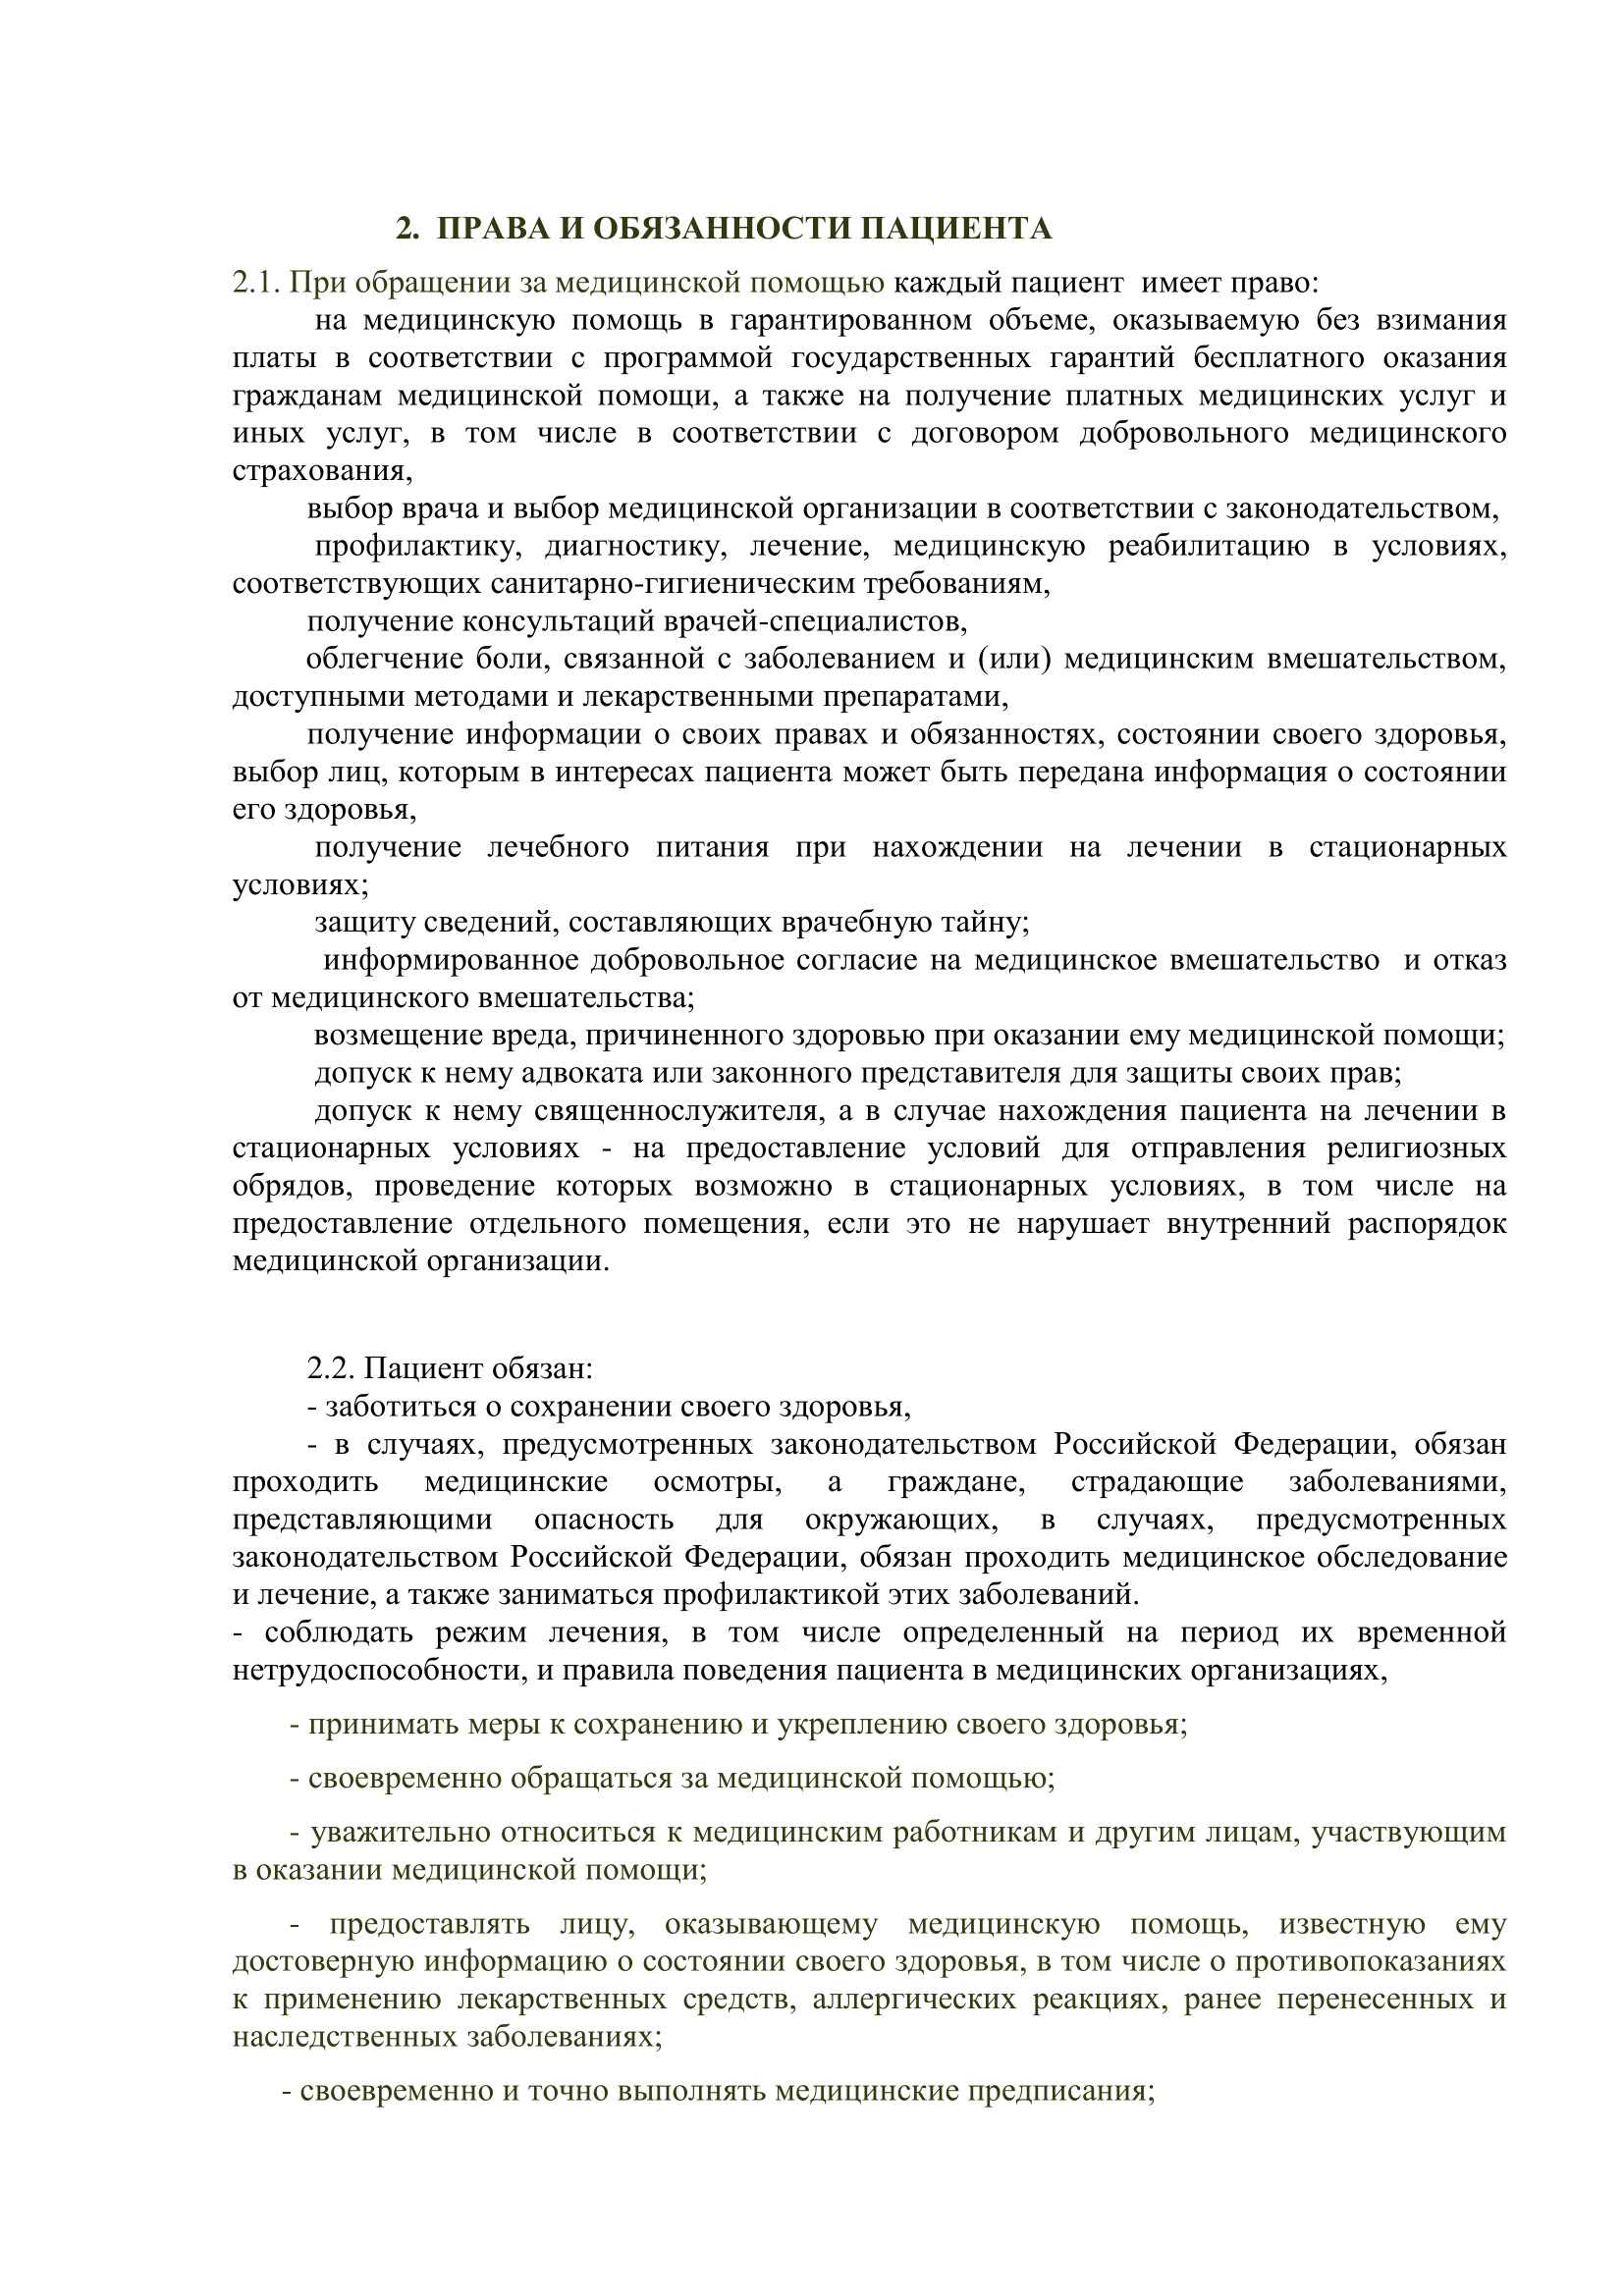 2. ПРАВА И ОБЯЗАННОСТИ ПАЦИЕНТА
2.1. При обращении за медицинской помощью каждый пациент имеет право:
на медицинскую помощь в гарантированном объеме, оказываемую без взимания
платы в соответствии с программой государственных гарантий бесплатного оказания
гражданам медицинской помощи, а также на получение платных медицинских услуг и
иных услуг, в том числе в соответствии с договором добровольного медицинского
страхования,
выбор врача и выбор медицинской организации в соответствии с законодательством,
профилактику, диагностику, лечение, медицинскую реабилитацию в условиях,
соответствующих санитарно-гигиеническим требованиям,
получение консультаций врачей-специалистов,
облегчение боли, связанной с заболеванием и (или) медицинским вмешательством,
доступными методами и лекарственными препаратами,
получение информации о своих правах и обязанностях, состоянии своего здоровья,
выбор лиц, которым в интересах пациента может быть передана информация о состоянии
его здоровья,
получение лечебного питания при нахождении на лечении в стационарных
условиях;
защиту сведений, составляющих врачебную тайну;
информированное добровольное согласие на медицинское вмешательство и отказ
от медицинского вмешательства;
возмещение вреда, причиненного здоровью при оказании ему медицинской помощи;
допуск к нему адвоката или законного представителя для защиты своих прав;
допуск к нему священнослужителя, а в случае нахождения пациента на лечении в
стационарных условиях - на предоставление условий для отправления религиозных
обрядов, проведение которых возможно в стационарных условиях, в том числе на
предоставление отдельного помещения, если это не нарушает внутренний распорядок
медицинской организации.
2.2. Пациент обязан:
- заботиться о сохранении своего здоровья,
- в случаях, предусмотренных законодательством Российской Федерации, обязан
проходить медицинские осмотры, а граждане, страдающие заболеваниями,
представляющими опасность для окружающих, в случаях, предусмотренных
законодательством Российской Федерации, обязан проходить медицинское обследование
и лечение, а также заниматься профилактикой этих заболеваний.
- соблюдать режим лечения, в том числе определенный на период их временной
нетрудоспособности, и правила поведения пациента в медицинских организациях,
- принимать меры к сохранению и укреплению своего здоровья;
- своевременно обращаться за медицинской помощью;
- уважительно относиться к медицинским работникам и другим лицам, участвующим
в оказании медицинской помощи;
- предоставлять лицу, оказывающему медицинскую помощь, известную ему
достоверную информацию о состоянии своего здоровья, в том числе о противопоказаниях
к применению лекарственных средств, аллергических реакциях, ранее перенесенных и
наследственных заболеваниях;
- своевременно и точно выполнять медицинские предписания;